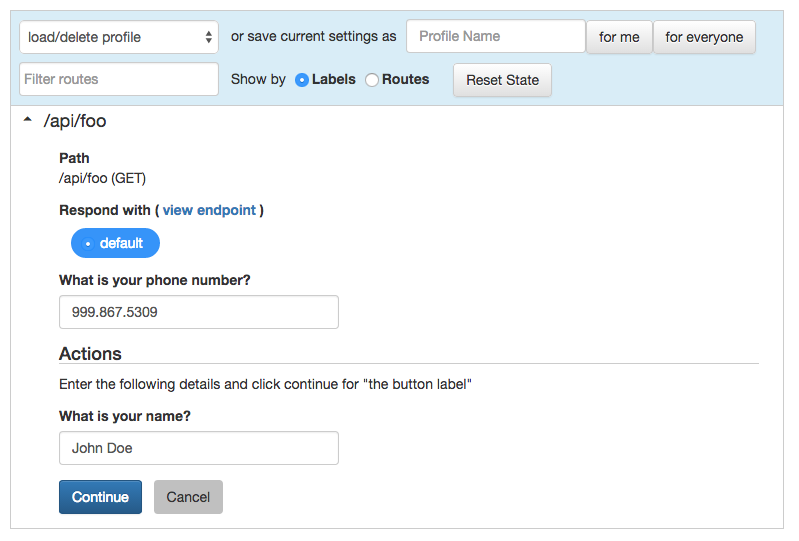 load/delete profile or save current settings as Profile Name for me for everyone
Filter routes Show by Labels Routes Reset State
/api/foo
Path
/api/foo (GET)
Respond with ( view endpoint )
default
What is your phone number?
999.867.5309
Actions
Enter the following details and click continue for "the button label"
What is your name?
John Doe
Continue Cancel